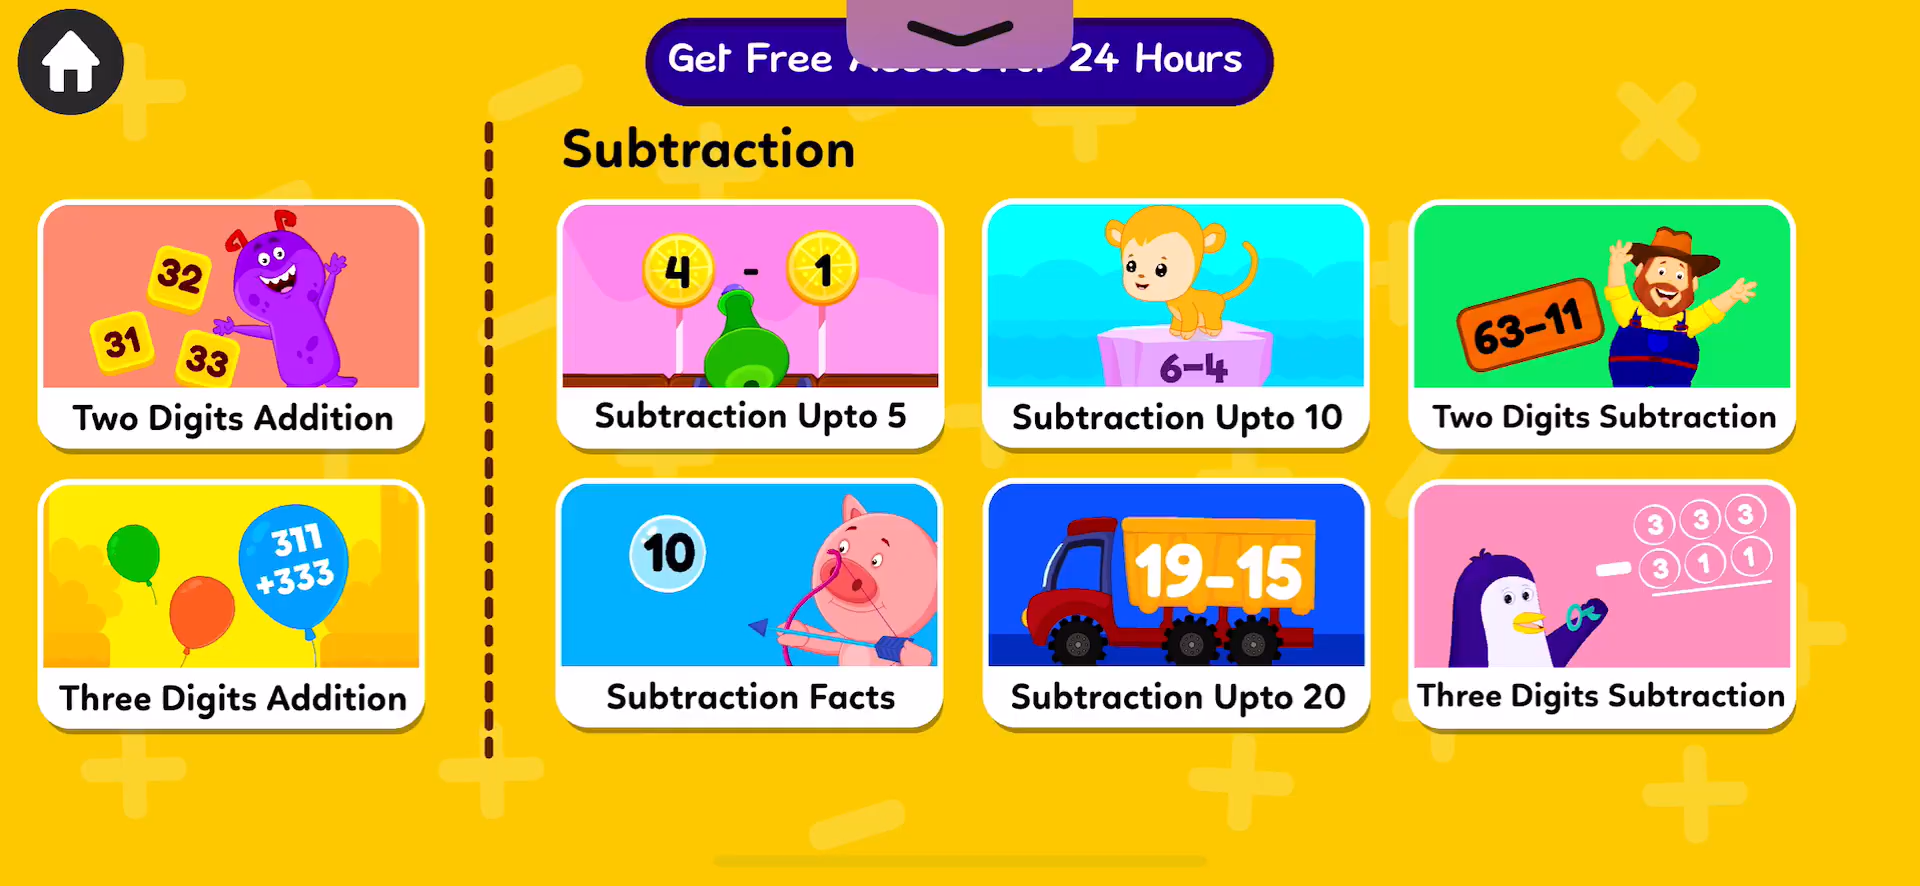 Get Free Access for 24 Hours
Subtraction
32
31
33
Two Digits Addition
4 - 1
Subtraction Upto 5
6-4
Subtraction Upto 10
63-11
Two Digits Subtraction
311
+333
Three Digits Addition
10
Subtraction Facts
19-15
Subtraction Upto 20
3 3 3
- 3 1 1
Three Digits Subtraction